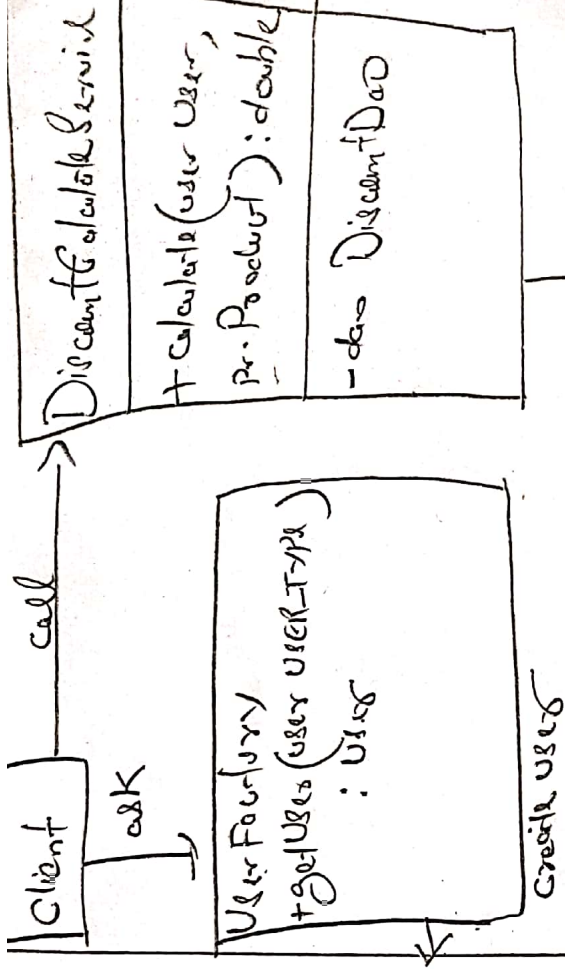 Client
call
ask
DiscountCalculateService
+ Calculate(user User,
pr. Product) : double
- dao DiscountDao
UserFactory
+getUser(user USER_TYPE)
: User
create user